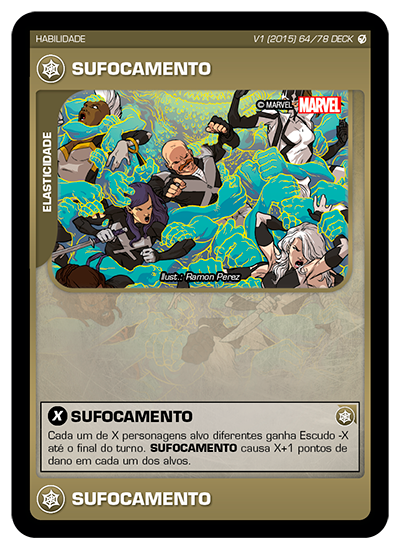 HABILIDADE V1 (2015) 64/78 DECK
SUFOCAMENTO
ELASTICIDADE
© MARVEL MARVEL
Ilust.: Ramon Perez
X SUFOCAMENTO
Cada um de X personagens alvo diferentes ganha Escudo -X
até o final do turno. SUFOCAMENTO causa X+1 pontos de
dano em cada um dos alvos.
SUFOCAMENTO